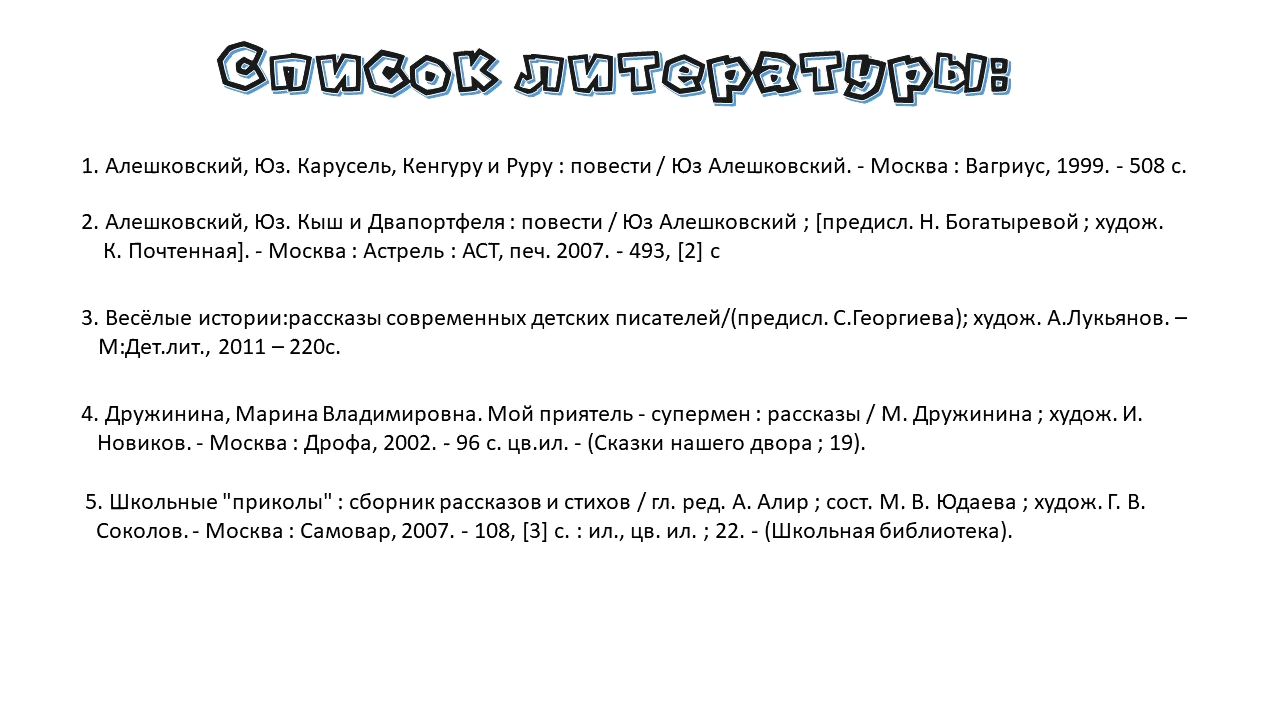 Список литературы:
1. Алешковский, Юз. Карусель, Кенгуру и Руру : повести / Юз Алешковский. - Москва : Вагриус, 1999. - 508 с.
2. Алешковский, Юз. Кыш и Двапортфеля : повести / Юз Алешковский ; [предисл. Н. Богатыревой ; худож.
К. Почтенная]. - Москва : Астрель : АСТ, печ. 2007. - 493, [2] с
3. Весёлые истории:рассказы современных детских писателей/(предисл. С.Георгиева); худож. А.Лукьянов. –
М:Дет.лит., 2011 – 220с.
4. Дружинина, Марина Владимировна. Мой приятель - супермен : рассказы / М. Дружинина ; худож. И.
Новиков. - Москва : Дрофа, 2002. - 96 с. цв.ил. - (Сказки нашего двора ; 19).
5. Школьные "приколы" : сборник рассказов и стихов / гл. ред. А. Алир ; сост. М. В. Юдаева ; худож. Г. В.
Соколов. - Москва : Самовар, 2007. - 108, [3] с. : ил., цв. ил. ; 22. - (Школьная библиотека).